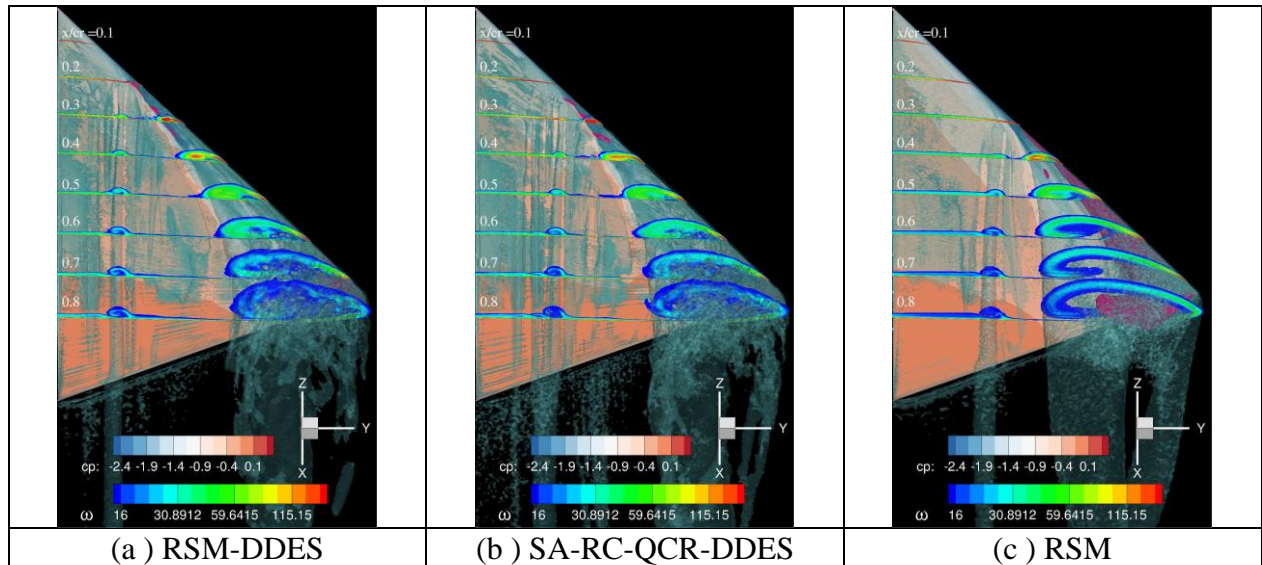 x/cr =0.1
0.2
0.3
0.4
0.5
0.6
0.7
0.8
Z
Y
X
cp: -2.4 -1.9 -1.4 -0.9 -0.4 0.1
ω 16 30.8912 59.6415 115.15
(a ) RSM-DDES
x/cr =0.1
0.2
0.3
0.4
0.5
0.6
0.7
0.8
Z
Y
X
cp: -2.4 -1.9 -1.4 -0.9 -0.4 0.1
ω 16 30.8912 59.6415 115.15
(b ) SA-RC-QCR-DDES
x/cr =0.1
0.2
0.3
0.4
0.5
0.6
0.7
0.8
Z
Y
X
cp: -2.4 -1.9 -1.4 -0.9 -0.4 0.1
ω 16 30.8912 59.6415 115.15
(c ) RSM